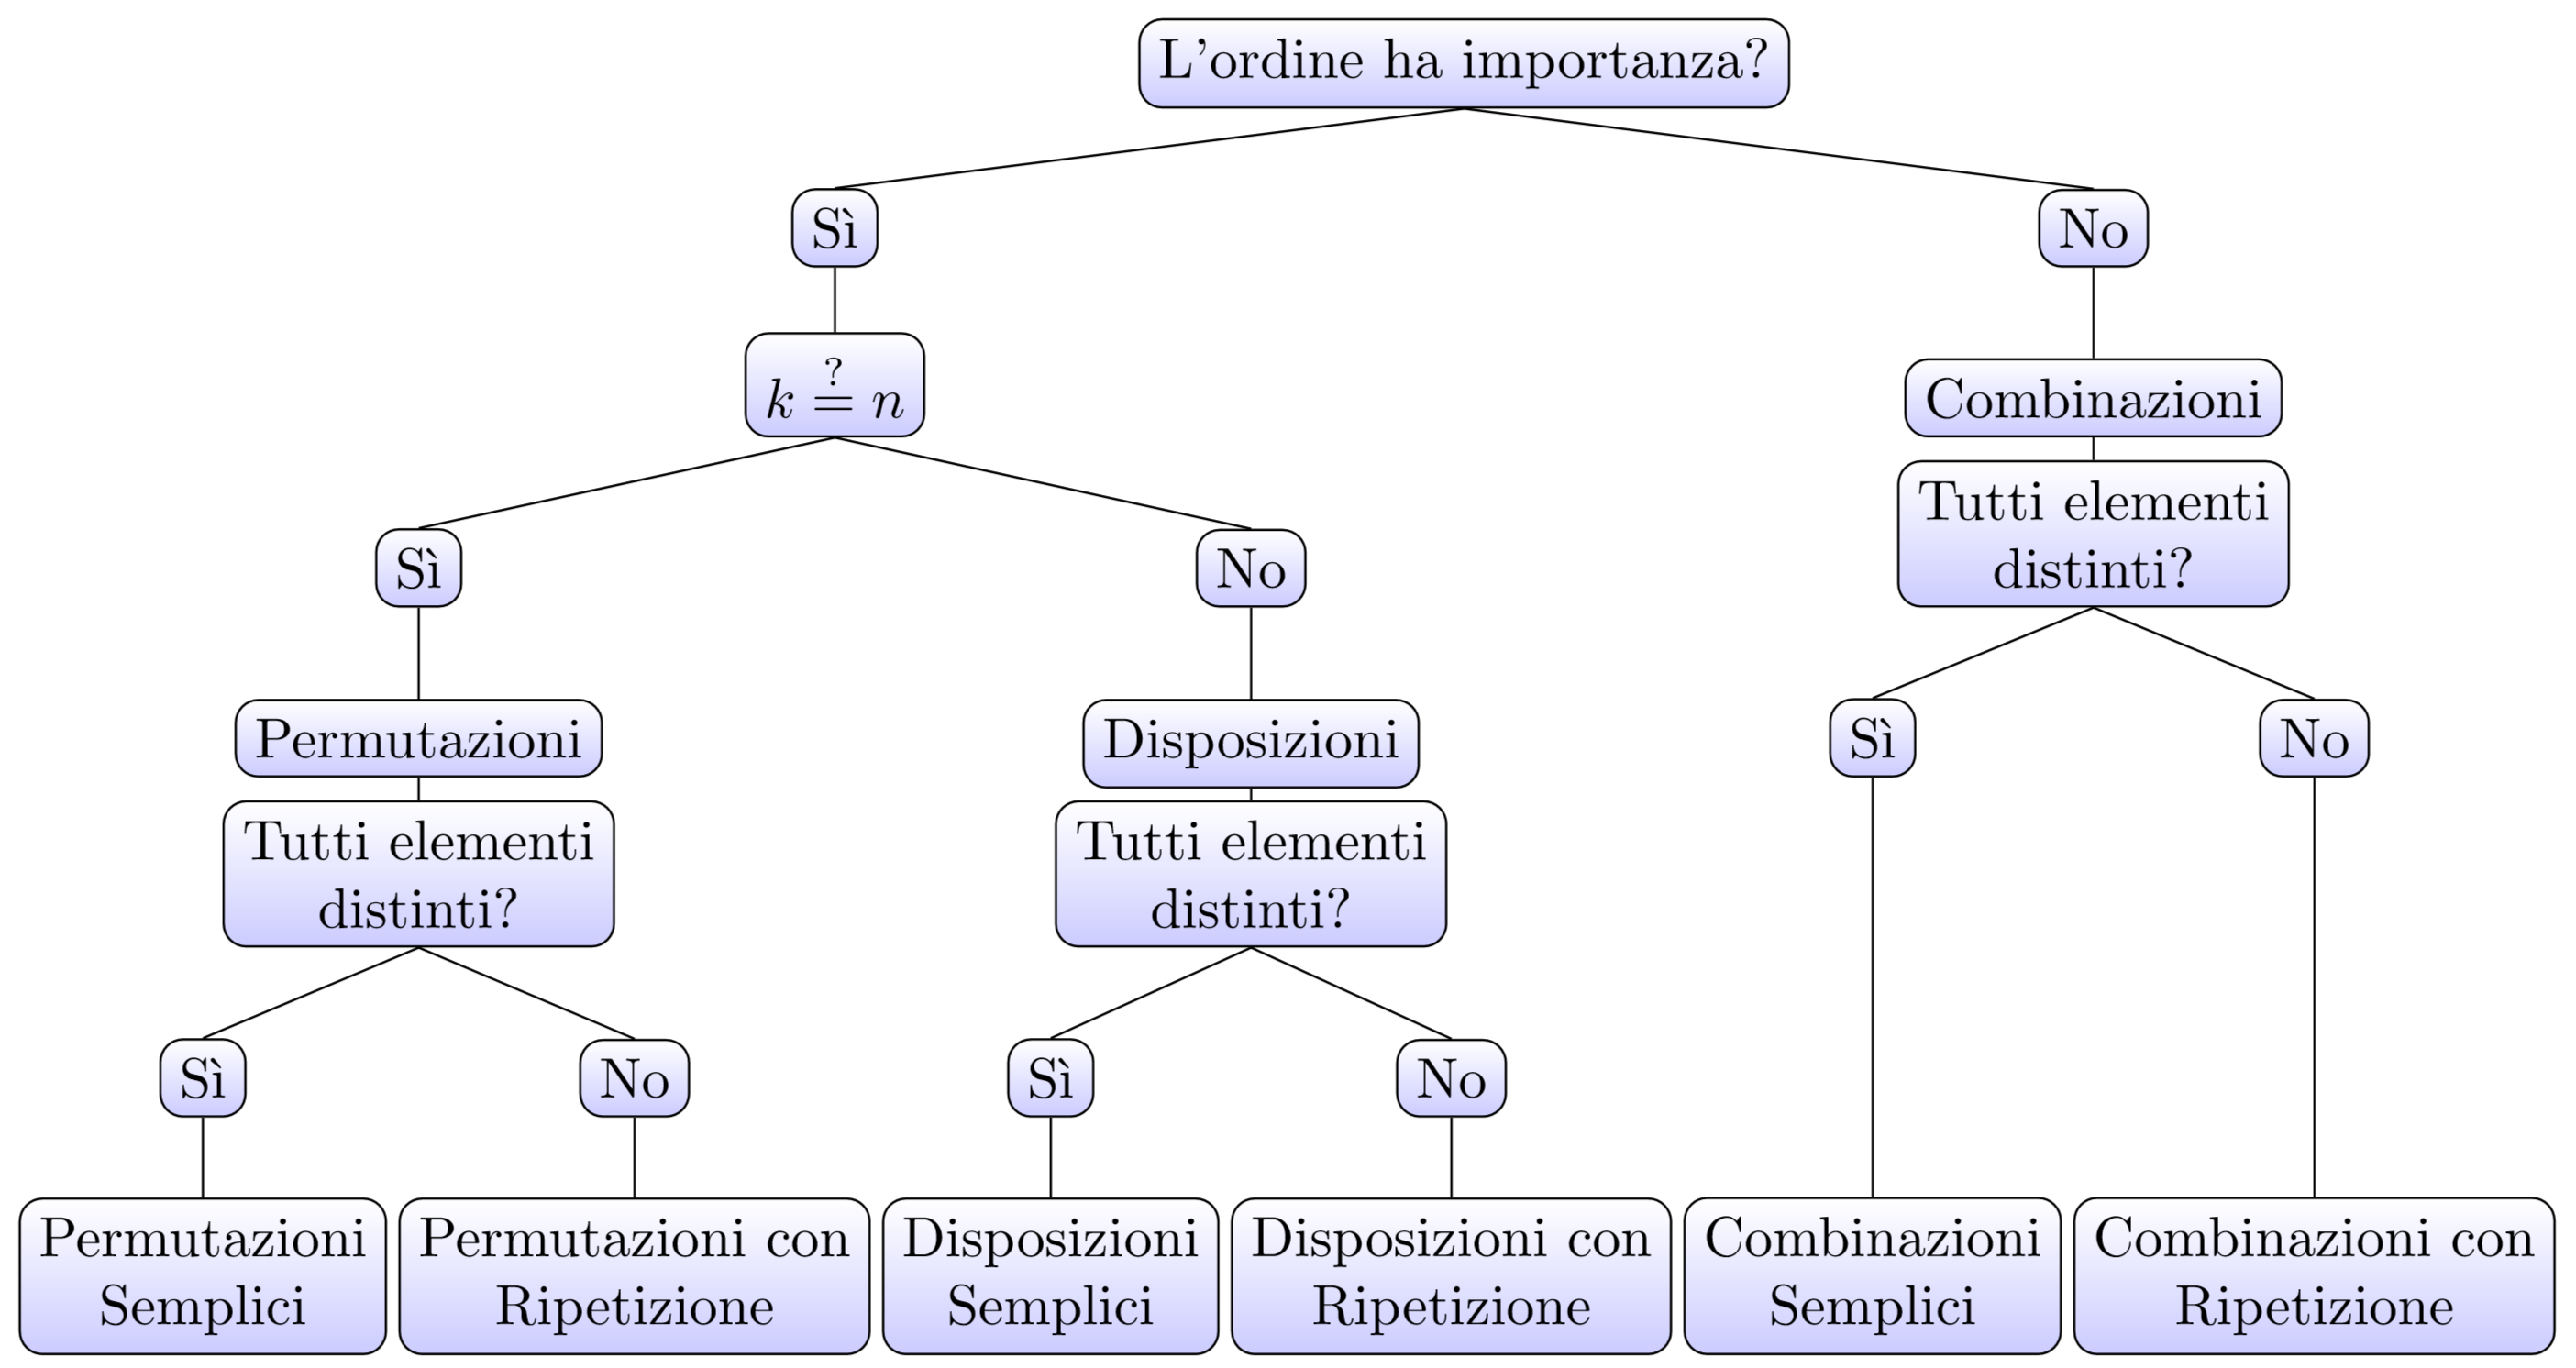 L'ordine ha importanza?
Sì
No
k ?= n
Combinazioni
Tutti elementi
distinti?
Sì
No
Permutazioni
Disposizioni
Sì
No
Tutti elementi
distinti?
Tutti elementi
distinti?
Sì
No
Sì
No
Permutazioni
Semplici
Permutazioni con
Ripetizione
Disposizioni
Semplici
Disposizioni con
Ripetizione
Combinazioni
Semplici
Combinazioni con
Ripetizione